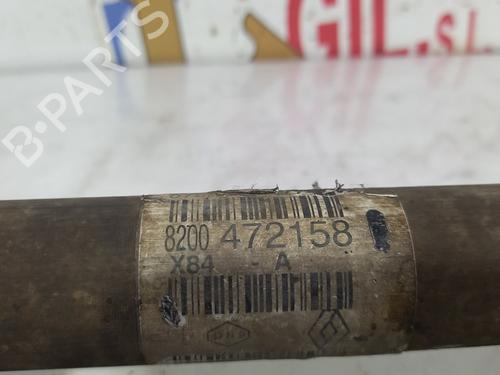 GIL,S.L.
B-PARTS
8200 472158
X84 - A